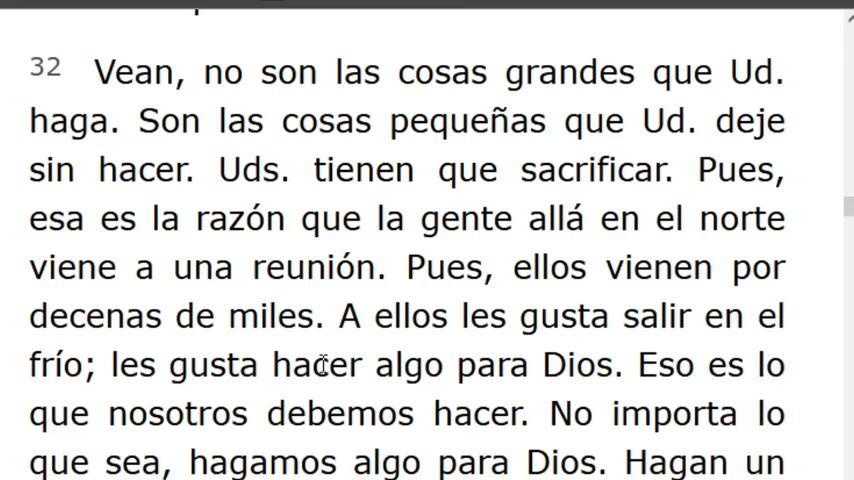 32 Vean, no son las cosas grandes que Ud.
haga. Son las cosas pequeñas que Ud. deje
sin hacer. Uds. tienen que sacrificar. Pues,
esa es la razón que la gente allá en el norte
viene a una reunión. Pues, ellos vienen por
decenas de miles. A ellos les gusta salir en el
frío; les gusta hacer algo para Dios. Eso es lo
que nosotros debemos hacer. No importa lo
que sea, hagamos algo para Dios. Hagan un